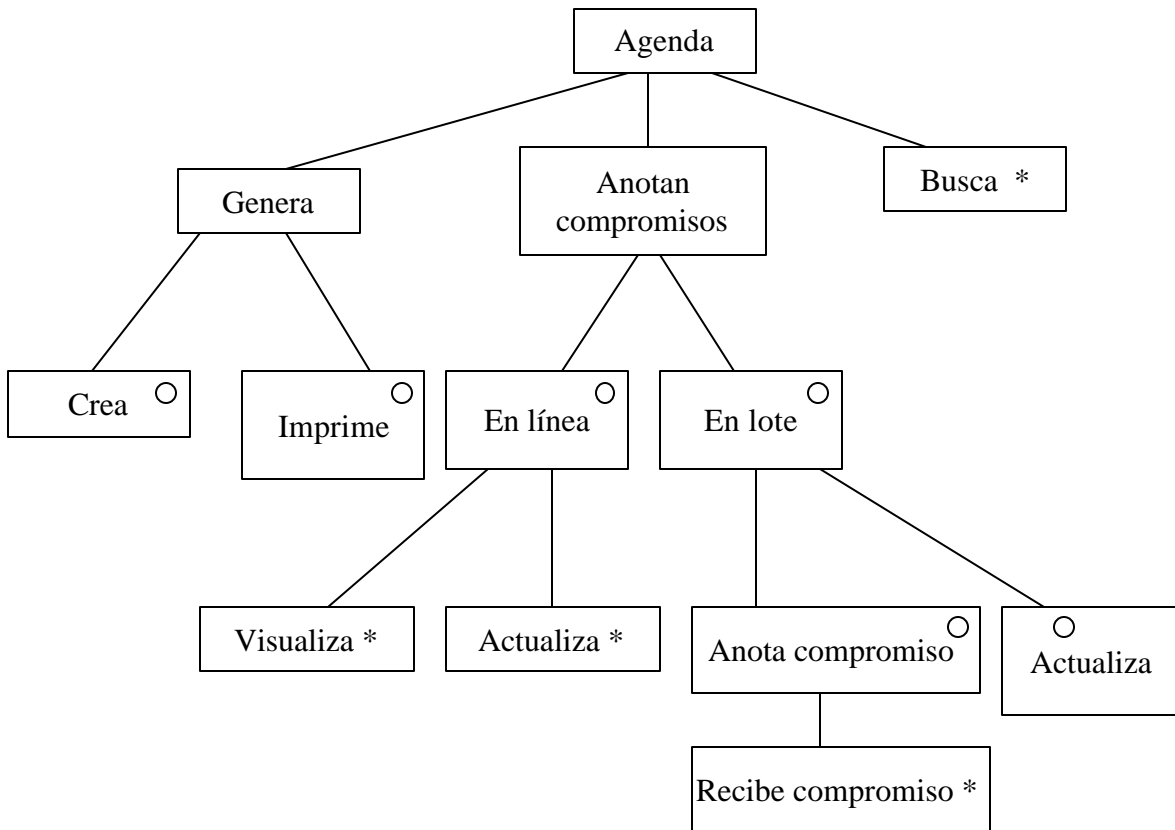 Agenda
Genera
Anotan
compromisos
Busca *
Crea
Imprime
En línea
En lote
Visualiza *
Actualiza *
Anota compromiso
Actualiza
Recibe compromiso *